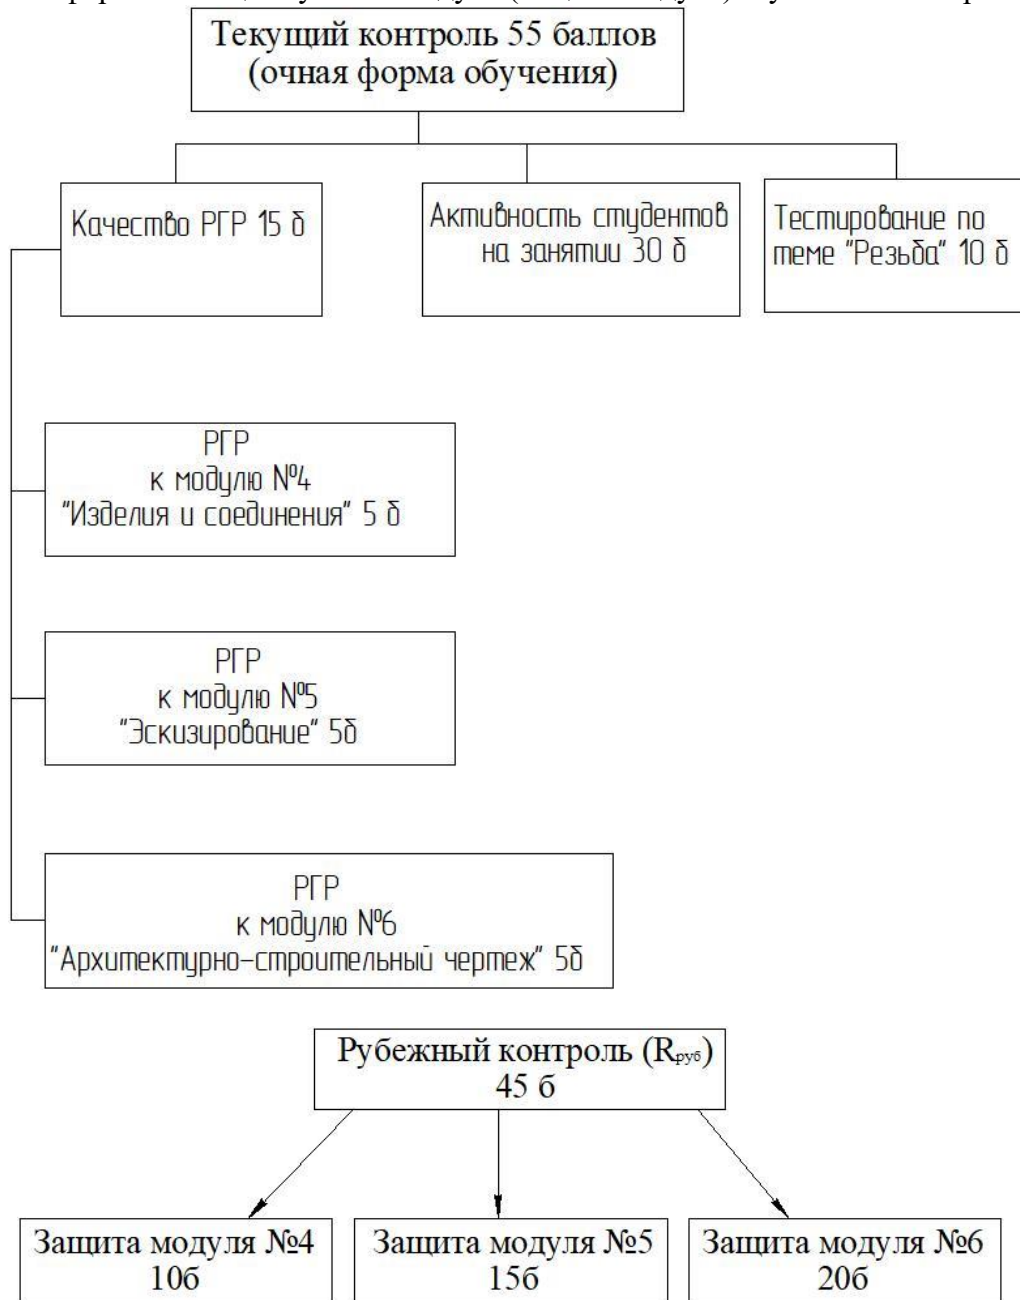 Текущий контроль 55 баллов
(очная форма обучения)
Качество РГР 15 б
Активность студентов
на занятии 30 б
Тестирование по
теме "Резьба" 10 б
РГР
к модулю №4
"Изделия и соединения" 5 б
РГР
к модулю №5
"Эскизирование" 5б
РГР
к модулю №6
"Архитектурно-строительный чертеж" 5б
Рубежный контроль (Rруб)
45 б
Защита модуля №4
10б
Защита модуля №5
15б
Защита модуля №6
20б